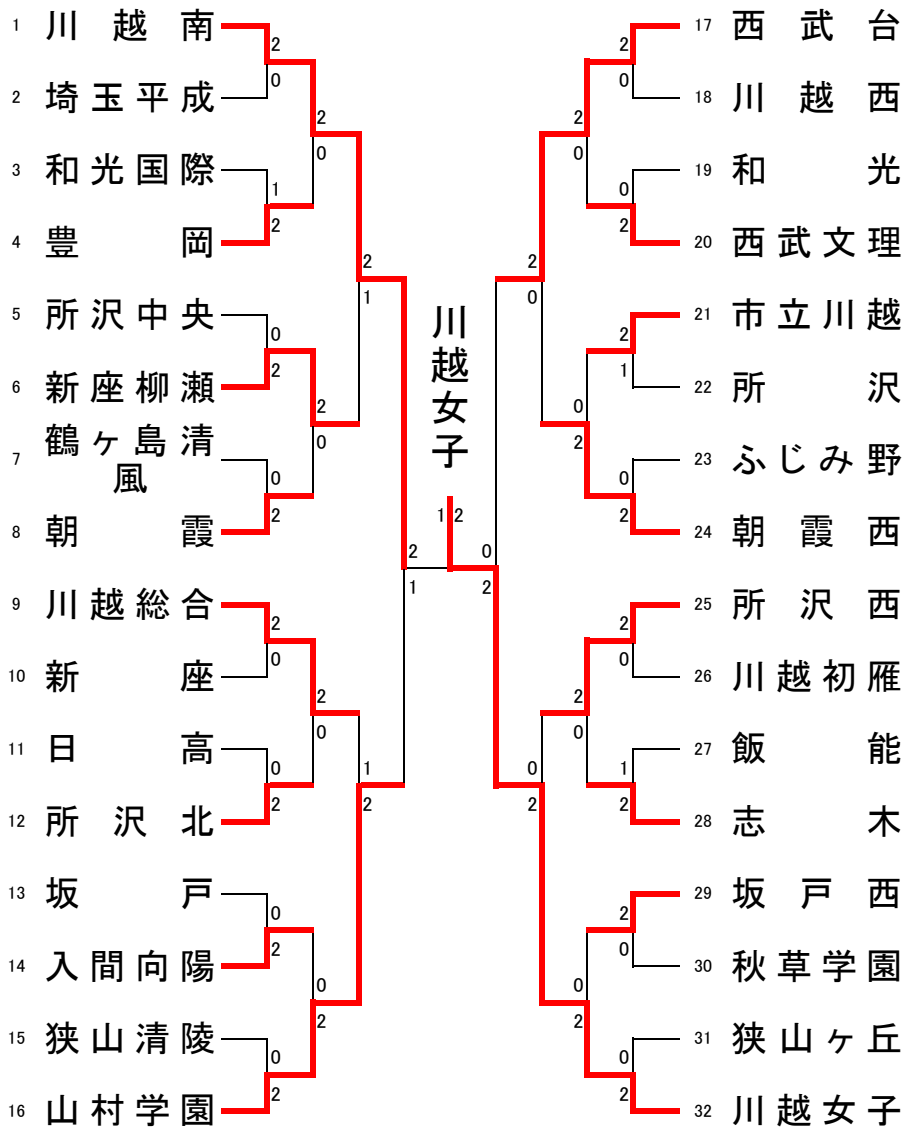 1 川越南
2 埼玉平成
3 和光国際
4 豊岡
5 所沢中央
6 新座柳瀬
7 鶴ヶ島清風
8 朝霞
9 川越総合
10 新座
11 日高
12 所沢北
13 坂戸
14 入間向陽
15 狭山清陵
16 山村学園
2
0
1
2
0
2
0
2
2
0
0
2
0
2
0
2
2
0
2
0
2
0
0
2
2
1
1
2
2
1
川越女子
1 2
0
2
2
0
0
2
2
0
0
2
2
0
0
2
2
0
0
2
2
1
0
2
2
0
1
2
2
0
0
2
17 西武台
18 川越西
19 和光
20 西武文理
21 市立川越
22 所沢
23 ふじみ野
24 朝霞西
25 所沢西
26 川越初雁
27 飯能
28 志木
29 坂戸西
30 秋草学園
31 狭山ヶ丘
32 川越女子